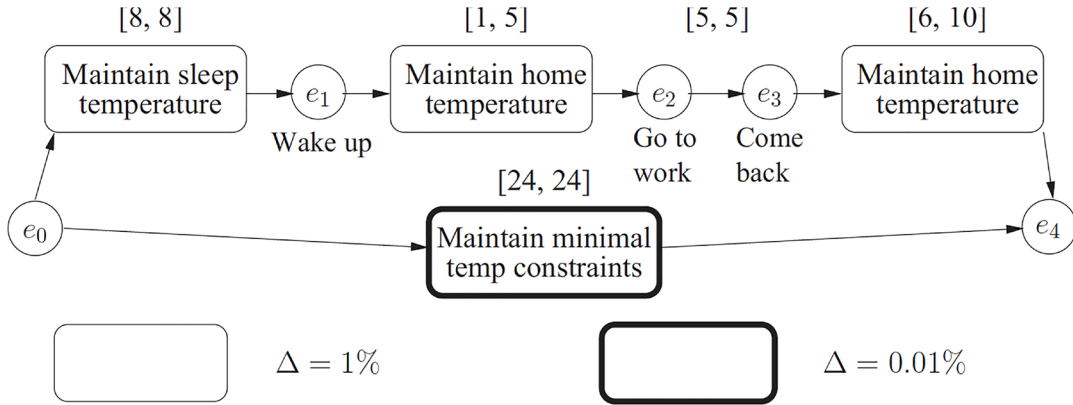 [8, 8]
[1, 5]
[5, 5]
[6, 10]
Maintain sleep
temperature
e1
Wake up
Maintain home
temperature
e2
Go to
work
e3
Come
back
Maintain home
temperature
[24, 24]
e0
Maintain minimal
temp constraints
e4
Δ = 1%
Δ = 0.01%